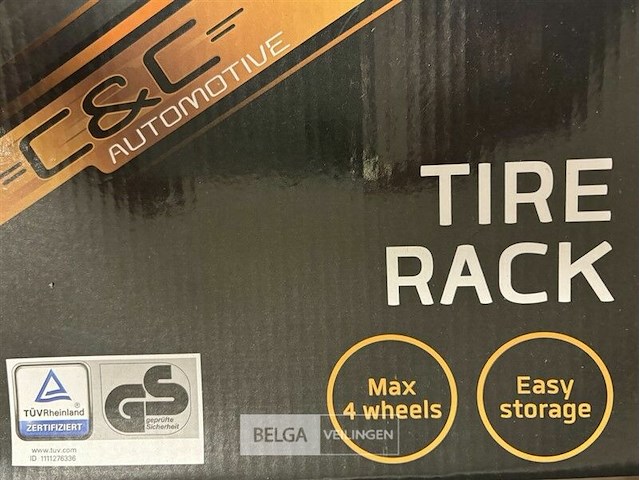 C&C
AUTOMOTIVE
TIRE
RACK
Max
4 wheels
Easy
storage
TÜVRheinland
ZERTIFIZIERT
www.tuv.com
ID 1111276336
GS
geprüfte
Sicherheit
BELGA VEILINGEN